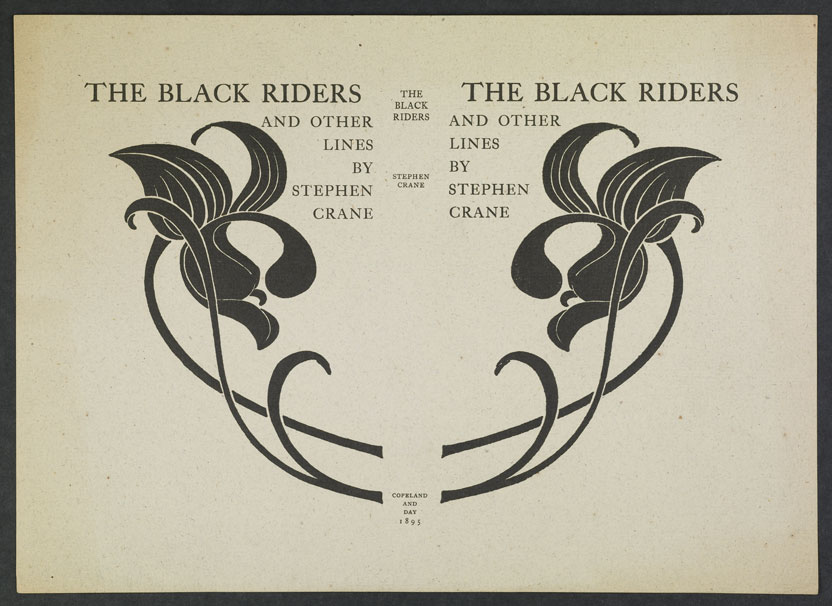 THE BLACK RIDERS
AND OTHER
LINES
BY
STEPHEN
CRANE
THE
BLACK
RIDERS
STEPHEN
CRANE
COPELAND
AND
DAY
1895
THE BLACK RIDERS
AND OTHER
LINES
BY
STEPHEN
CRANE